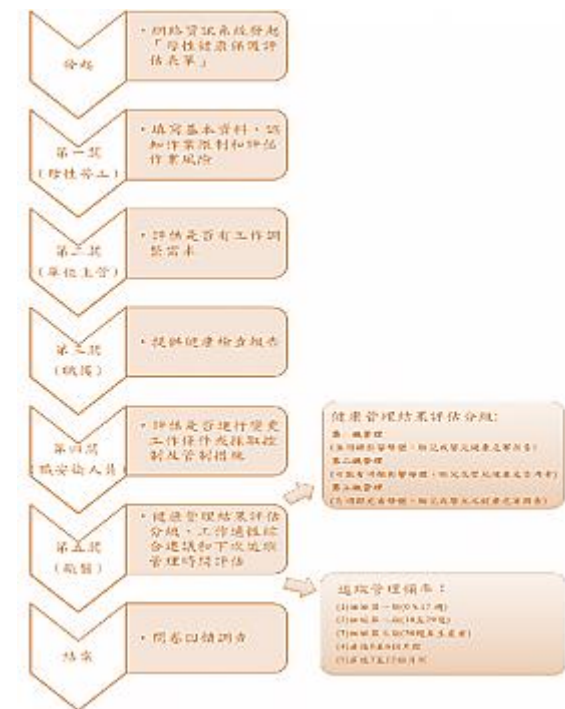 發起
・網路資訊系統發起
「母性健康保護評
估表單」
第一關
(母性勞工)
・填寫基本資料、認
知作業限制和評估
作業風險
第二關
(單位主管)
・評估是否有工作調
整需求
第三關
(職護)
・提供健康檢查報告
第四關
(職安衛人員)
・評估是否進行變更
工作條件或採取控
制及管制措施
第五關
(職醫)
・健康管理結果評估
分級、工作適性綜
合建議和下次追蹤
管理時間評估
結案
・問卷回饋調查
健康管理結果評估分級:
第一級管理
第二級管理
第三級管理
追蹤管理頻率：